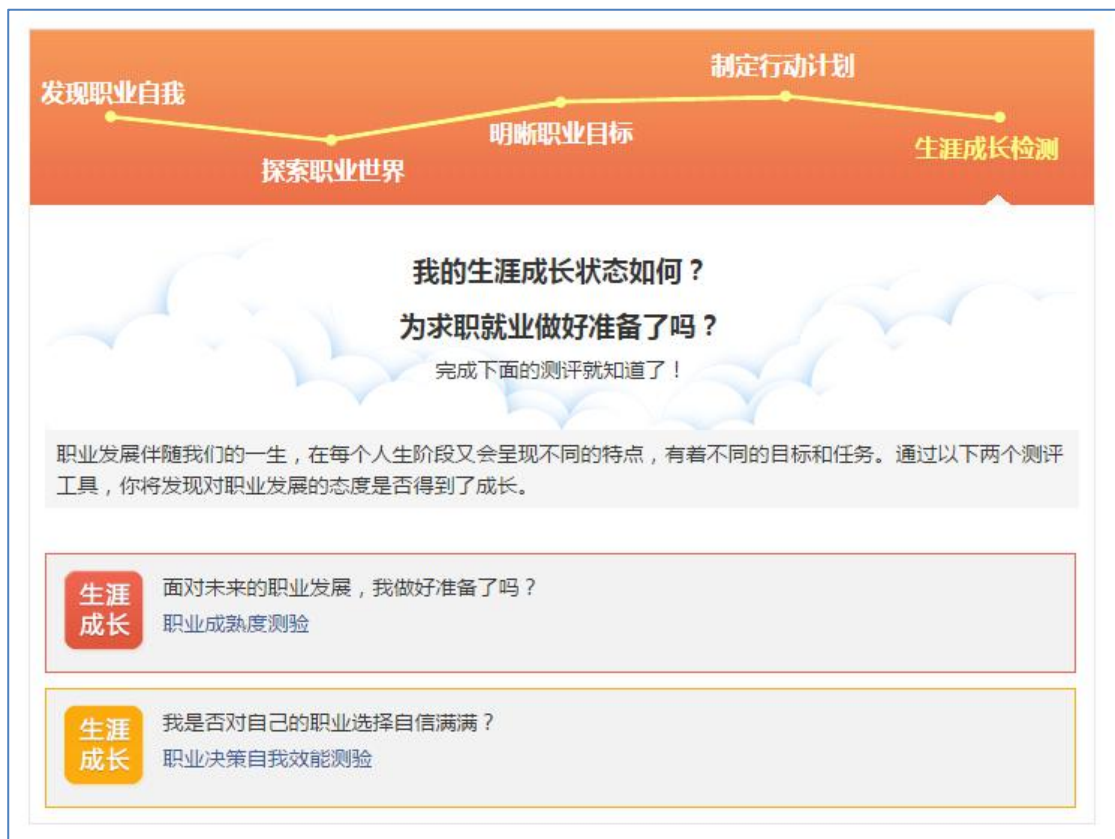 发现职业自我
探索职业世界
明晰职业目标
制定行动计划
生涯成长检测
我的生涯成长状态如何？
为求职就业做好准备了吗？
完成下面的测评就知道了！
职业发展伴随我们的一生，在每个人生阶段又会呈现不同的特点，有着不同的目标和任务。通过以下两个测评
工具，你将发现对职业发展的态度是否得到了成长。
生涯
成长
面对未来的职业发展，我做好准备了吗？
职业成熟度测验
生涯
成长
我是否对自己的职业选择自信满满？
职业决策自我效能测验